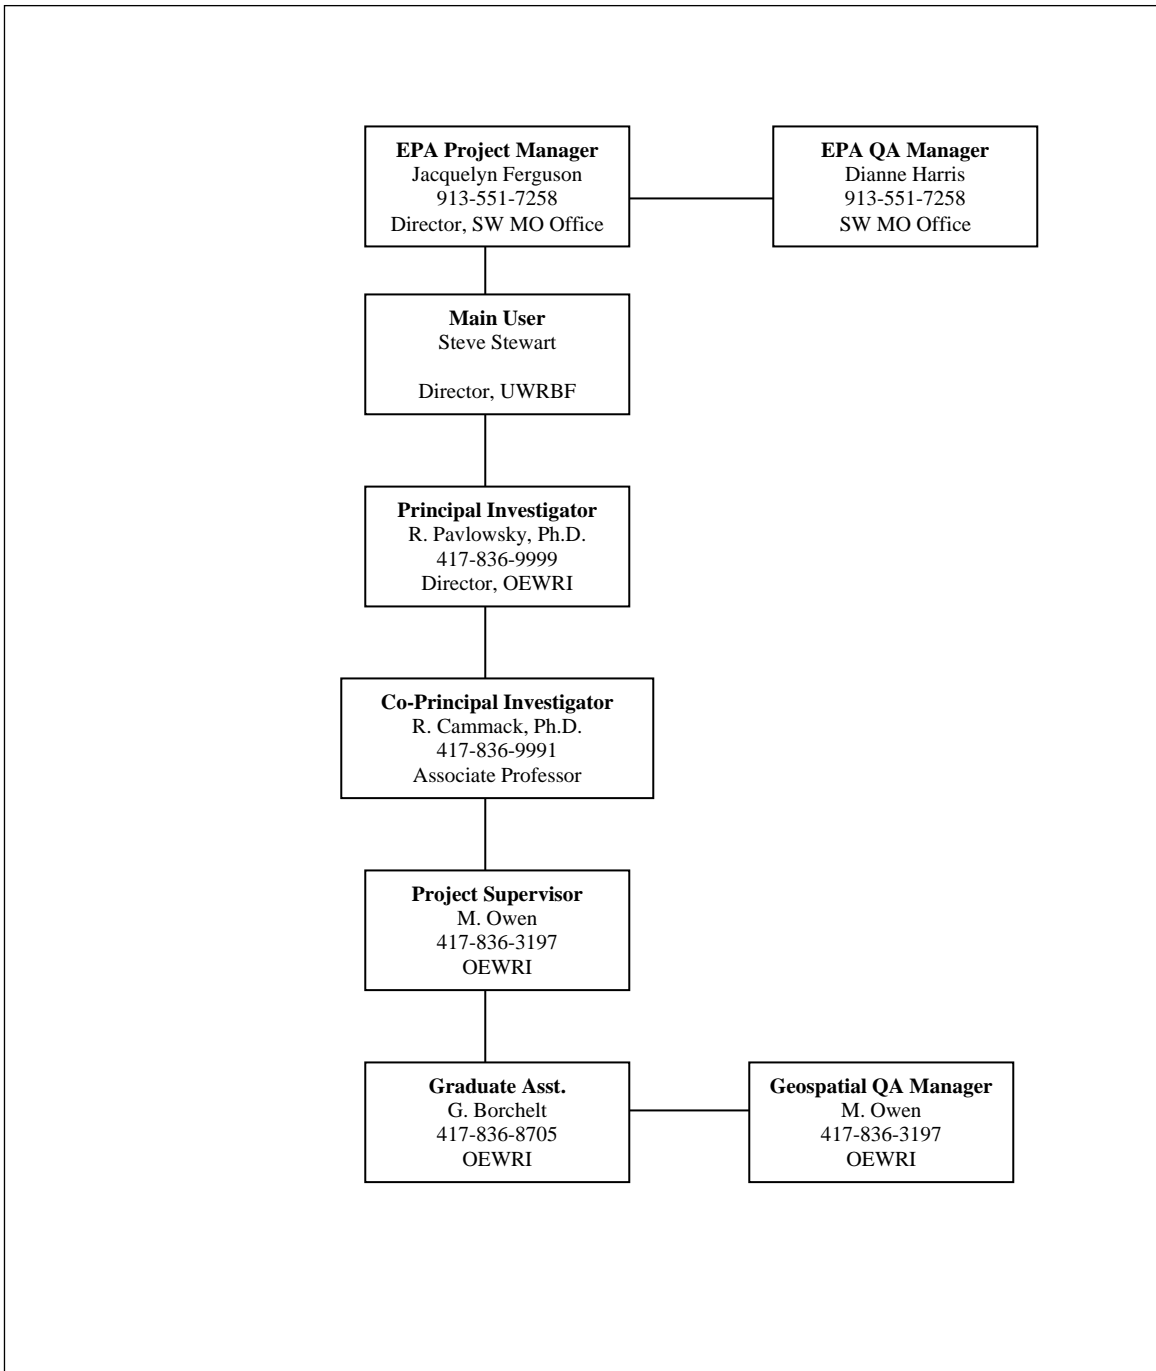 EPA Project Manager
Jacquelyn Ferguson
913-551-7258
Director, SW MO Office
EPA QA Manager
Dianne Harris
913-551-7258
SW MO Office
Main User
Steve Stewart
Director, UWRBF
Principal Investigator
R. Pavlowsky, Ph.D.
417-836-9999
Director, OEWRI
Co-Principal Investigator
R. Cammack, Ph.D.
417-836-9991
Associate Professor
Project Supervisor
M. Owen
417-836-3197
OEWRI
Graduate Asst.
G. Borchelt
417-836-8705
OEWRI
Geospatial QA Manager
M. Owen
417-836-3197
OEWRI